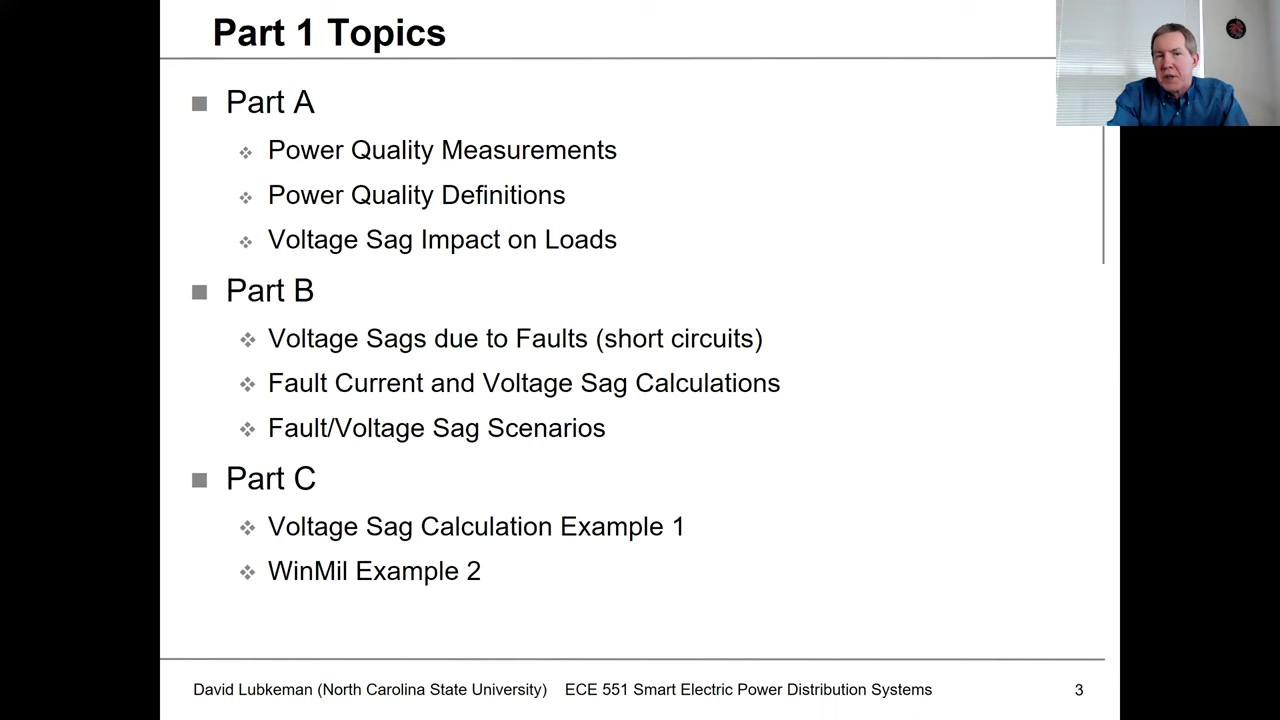 Part 1 Topics
Part A
Power Quality Measurements
Power Quality Definitions
Voltage Sag Impact on Loads
Part B
Voltage Sags due to Faults (short circuits)
Fault Current and Voltage Sag Calculations
Fault/Voltage Sag Scenarios
Part C
Voltage Sag Calculation Example 1
WinMil Example 2
David Lubkeman (North Carolina State University) ECE 551 Smart Electric Power Distribution Systems 3